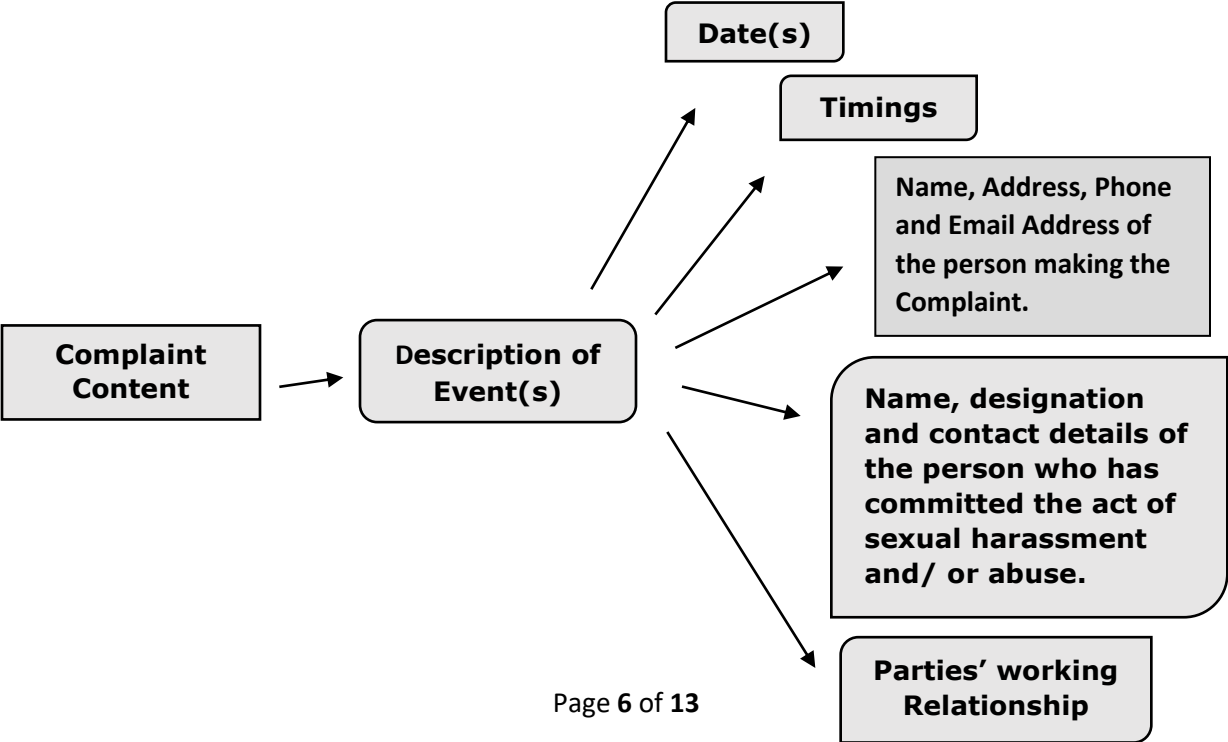 Date(s)
Timings
Name, Address, Phone
and Email Address of
the person making the
Complaint.
Complaint
Content
Description of
Event(s)
Name, designation
and contact details of
the person who has
committed the act of
sexual harassment
and/ or abuse.
Parties’ working
Relationship
Page 6 of 13